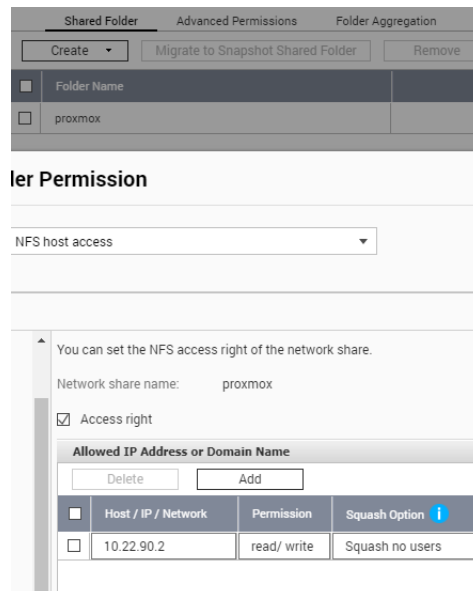 Shared Folder Advanced Permissions Folder Aggregation
Create Migrate to Snapshot Shared Folder Remove
Folder Name
proxmox
ler Permission
NFS host access
You can set the NFS access right of the network share.
Network share name: proxmox
Access right
Allowed IP Address or Domain Name
Delete Add
Host / IP / Network Permission Squash Option i
10.22.90.2 read/ write Squash no users